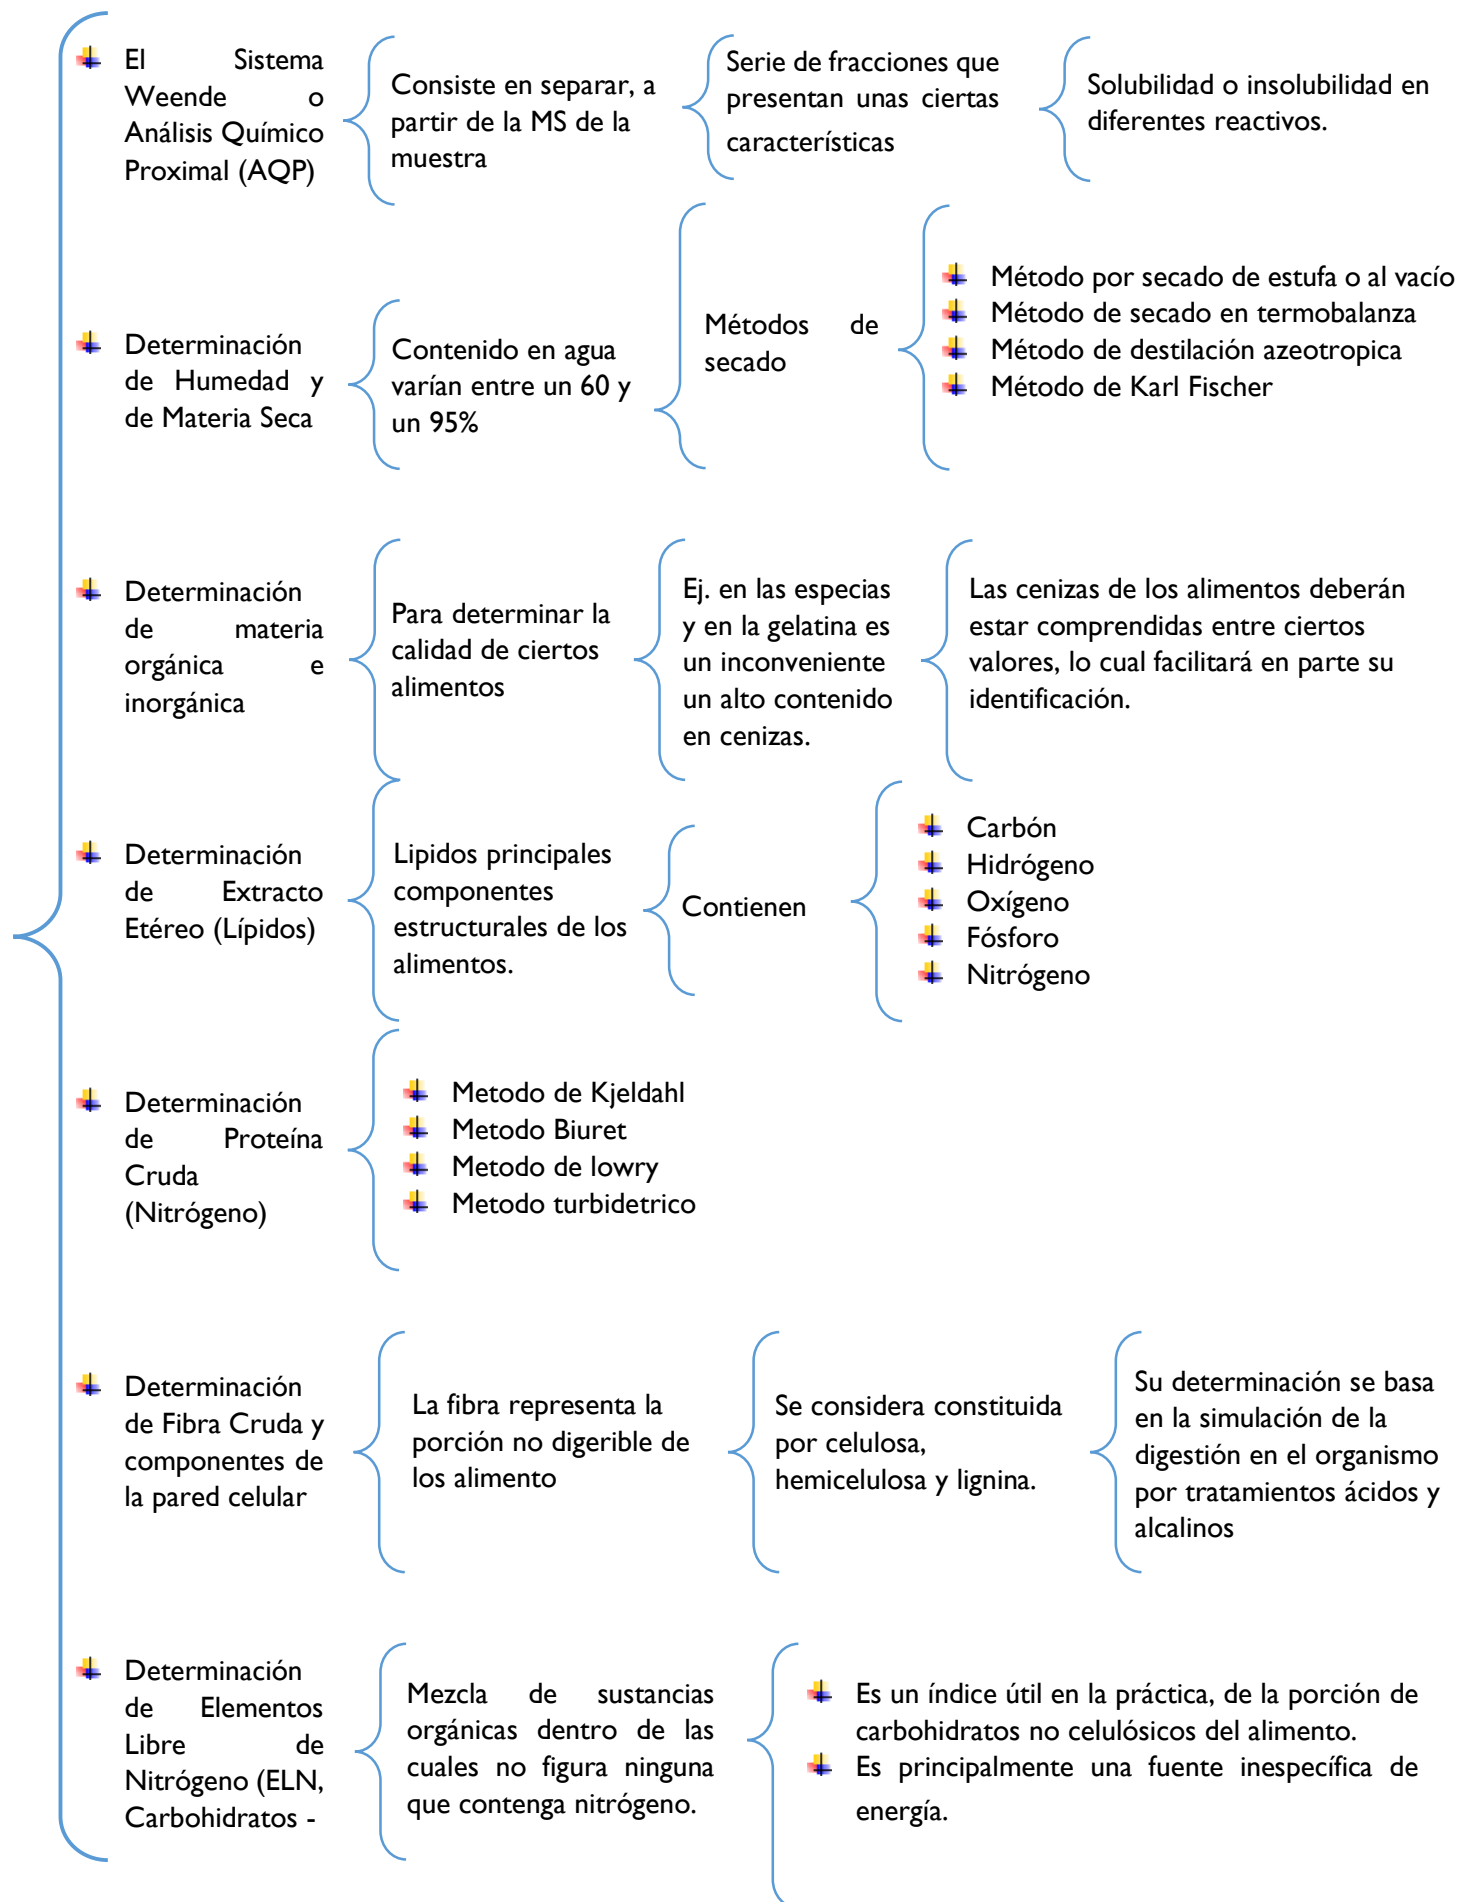 El Sistema
Weende o
Análisis Químico
Proximal (AQP)
Consiste en separar, a
partir de la MS de la
muestra
Serie de fracciones que
presentan unas ciertas
características
Solubilidad o insolubilidad en
diferentes reactivos.
Determinación
de Humedad y
de Materia Seca
Contenido en agua
varían entre un 60 y
un 95%
Métodos de
secado
Método por secado de estufa o al vacío
Método de secado en termobalanza
Método de destilación azeotropica
Método de Karl Fischer
Determinación
de materia
orgánica e
inorgánica
Para determinar la
calidad de ciertos
alimentos
Ej. en las especias
y en la gelatina es
un inconveniente
un alto contenido
en cenizas.
Las cenizas de los alimentos deberán
estar comprendidas entre ciertos
valores, lo cual facilitará en parte su
identificación.
Determinación
de Extracto
Etéreo (Lípidos)
Lipidos principales
componentes
estructurales de los
alimentos.
Contienen
Carbón
Hidrógeno
Oxígeno
Fósforo
Nitrógeno
Determinación
de Proteína
Cruda
(Nitrógeno)
Metodo de Kjeldahl
Metodo Biuret
Metodo de lowry
Metodo turbidetrico
Determinación
de Fibra Cruda y
componentes de
la pared celular
La fibra representa la
porción no digerible de
los alimento
Se considera constituida
por celulosa,
hemicelulosa y lignina.
Su determinación se basa
en la simulación de la
digestión en el organismo
por tratamientos ácidos y
alcalinos
Determinación
de Elementos
Libre de
Nitrógeno (ELN,
Carbohidratos -
Mezcla de sustancias
orgánicas dentro de las
cuales no figura ninguna
que contenga nitrógeno.
Es un índice útil en la práctica, de la porción de
carbohidratos no celulósicos del alimento.
Es principalmente una fuente inespecífica de
energía.